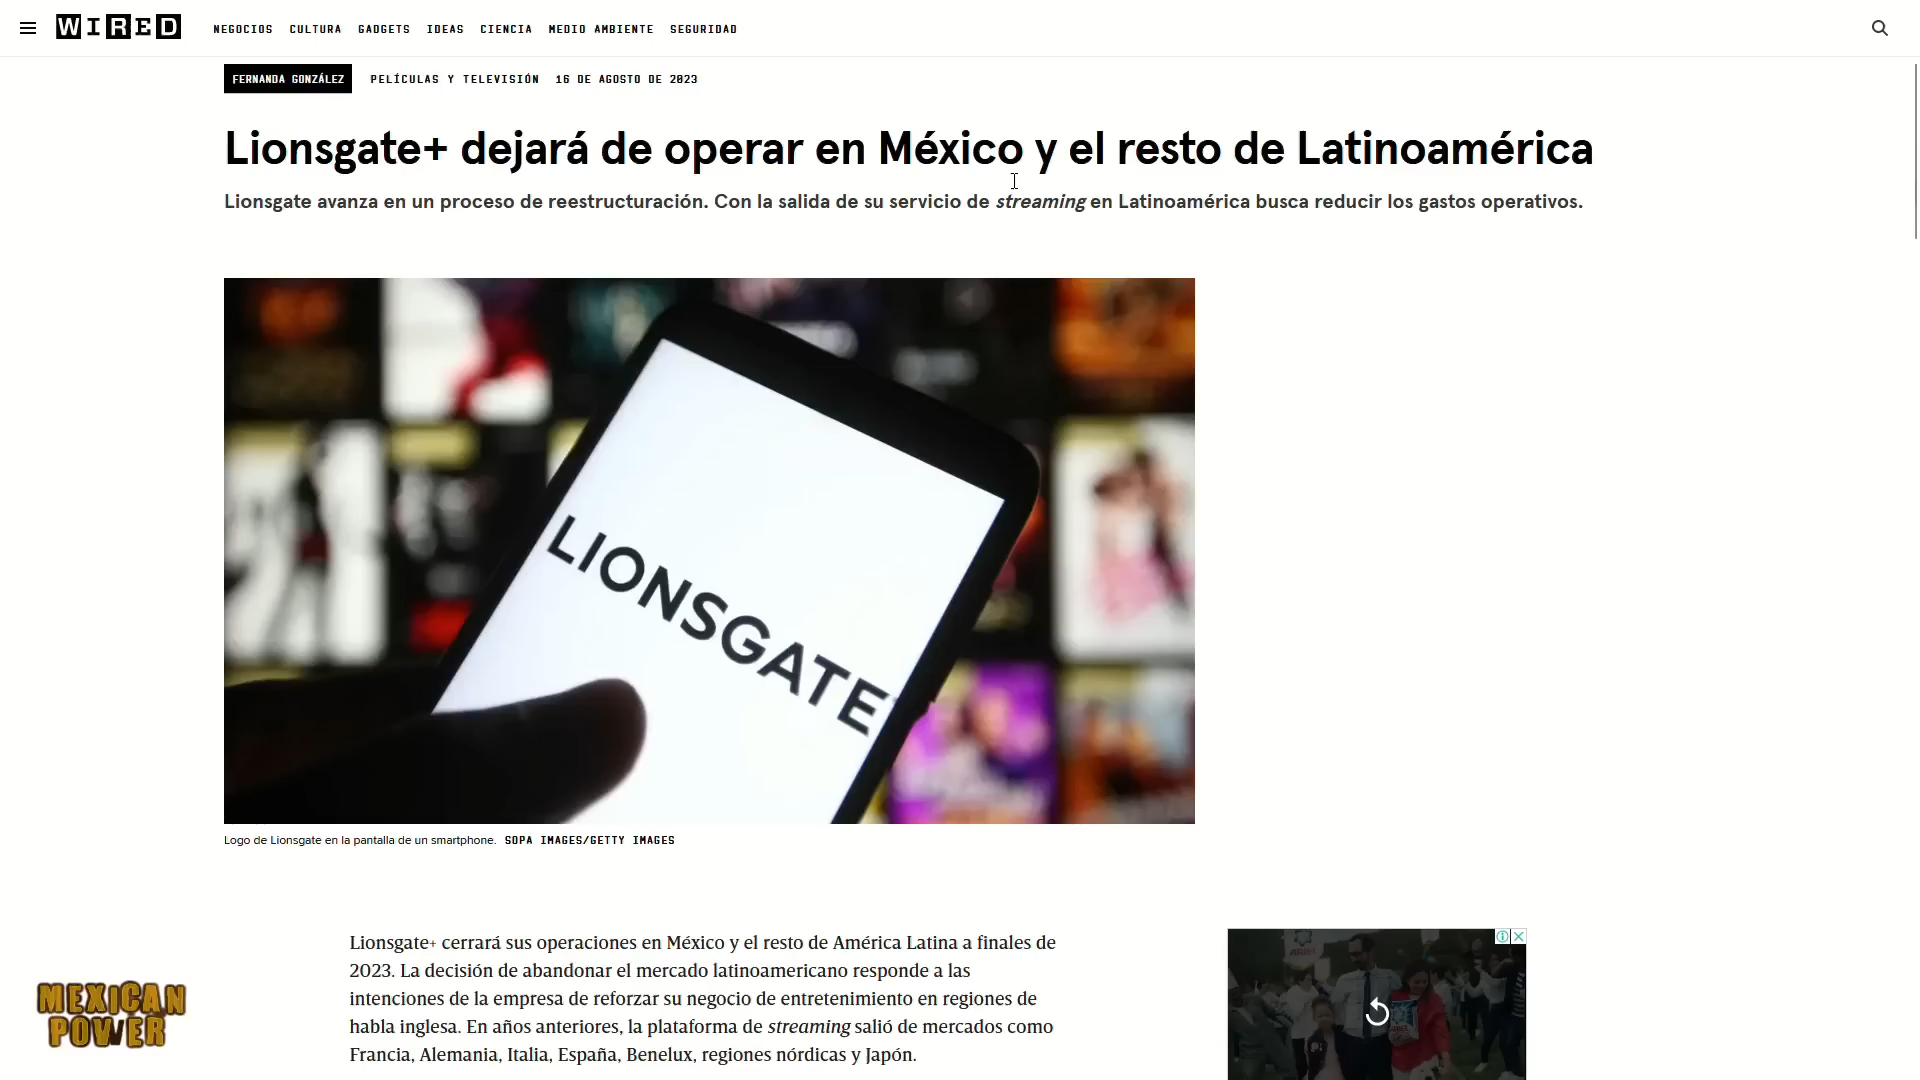 WIRED NEGOCIOS CULTURA GADGETS IDEAS CIENCIA MEDIO AMBIENTE SEGURIDAD
FERNANDA GONZÁLEZ PELÍCULAS Y TELEVISIÓN 16 DE AGOSTO DE 2023
Lionsgate+ dejará de operar en México y el resto de Latinoamérica
Lionsgate avanza en un proceso de reestructuración. Con la salida de su servicio de streaming en Latinoamérica busca reducir los gastos operativos.
LIONSGATE
Logo de Lionsgate en la pantalla de un smartphone. SOPA IMAGES/GETTY IMAGES
Lionsgate+ cerrará sus operaciones en México y el resto de América Latina a finales de
2023. La decisión de abandonar el mercado latinoamericano responde a las
intenciones de la empresa de reforzar su negocio de entretenimiento en regiones de
habla inglesa. En años anteriores, la plataforma de streaming salió de mercados como
Francia, Alemania, Italia, España, Benelux, regiones nórdicas y Japón.
MEXICAN
POWER